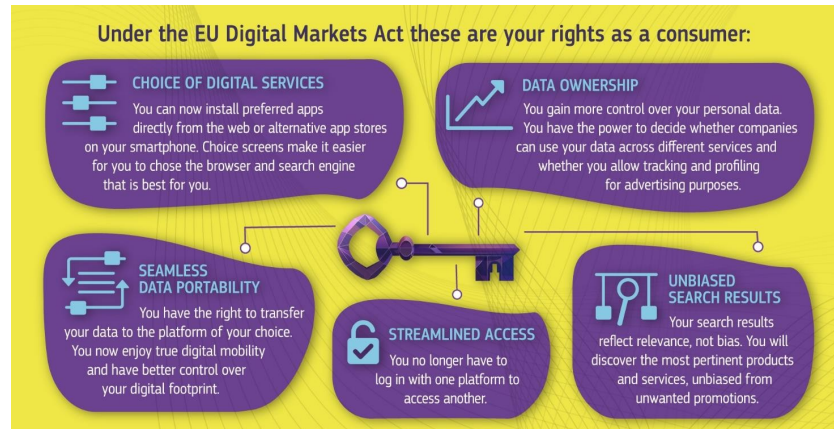 Under the EU Digital Markets Act these are your rights as a consumer:
CHOICE OF DIGITAL SERVICES
You can now install preferred apps
directly from the web or alternative app stores
on your smartphone. Choice screens make it easier
for you to chose the browser and search engine
that is best for you.
DATA OWNERSHIP
You gain more control over your personal data.
You have the power to decide whether companies
can use your data across different services and
whether you allow tracking and profiling
for advertising purposes.
SEAMLESS
DATA PORTABILITY
You have the right to transfer
your data to the platform of your choice.
You now enjoy true digital mobility
and have better control over
your digital footprint.
STREAMLINED ACCESS
You no longer have to
log in with one platform to
access another.
UNBIASED
SEARCH RESULTS
Your search results
reflect relevance, not bias. You will
discover the most pertinent products
and services, unbiased from
unwanted promotions.